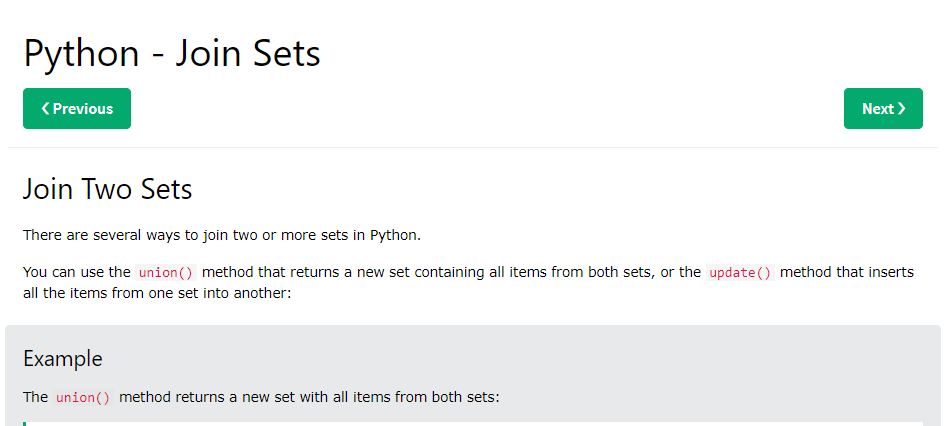 Python - Join Sets
❮ Previous
Next ❯
Join Two Sets
There are several ways to join two or more sets in Python.
You can use the union() method that returns a new set containing all items from both sets, or the update() method that inserts
all the items from one set into another:
Example
The union() method returns a new set with all items from both sets: